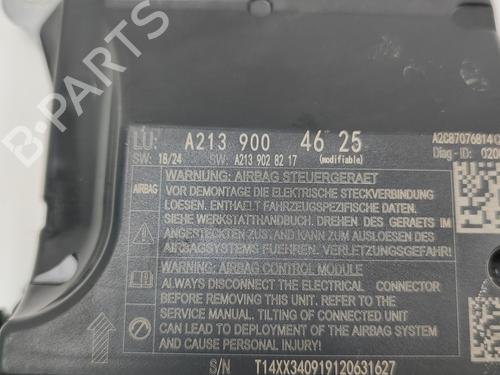 LU: A213 900 46 25 A2C87076814
SW: 18/24 SW: A213 902 82 17 (modifiable) Diag-ID:
WARNUNG: AIRBAG STEUERGERAET
AIRBAG VOR DEMONTAGE DIE ELEKTRISCHE STECKVERBINDUNG
LOESEN. ENTHAELT FAHRZEUGSPEZIFISCHE DATEN.
SIEHE WERKSTATTHANDBUCH. DREHEN DES GERAETS IM
ANGESTECKTEN ZUSTAND KANN ZUM AUSLOESEN DES
AIRBAGSYSTEMS FUEHREN. VERLETZUNGSGEFAHR!
WARNING: AIRBAG CONTROL MODULE
ALWAYS DISCONNECT THE ELECTRICAL CONNECTOR
BEFORE REMOVING THIS UNIT. REFER TO THE
SERVICE MANUAL. TILTING OF CONNECTED UNIT
CAN LEAD TO DEPLOYMENT OF THE AIRBAG SYSTEM
AND CAUSE PERSONAL INJURY!
S/N T14XX340919120631627